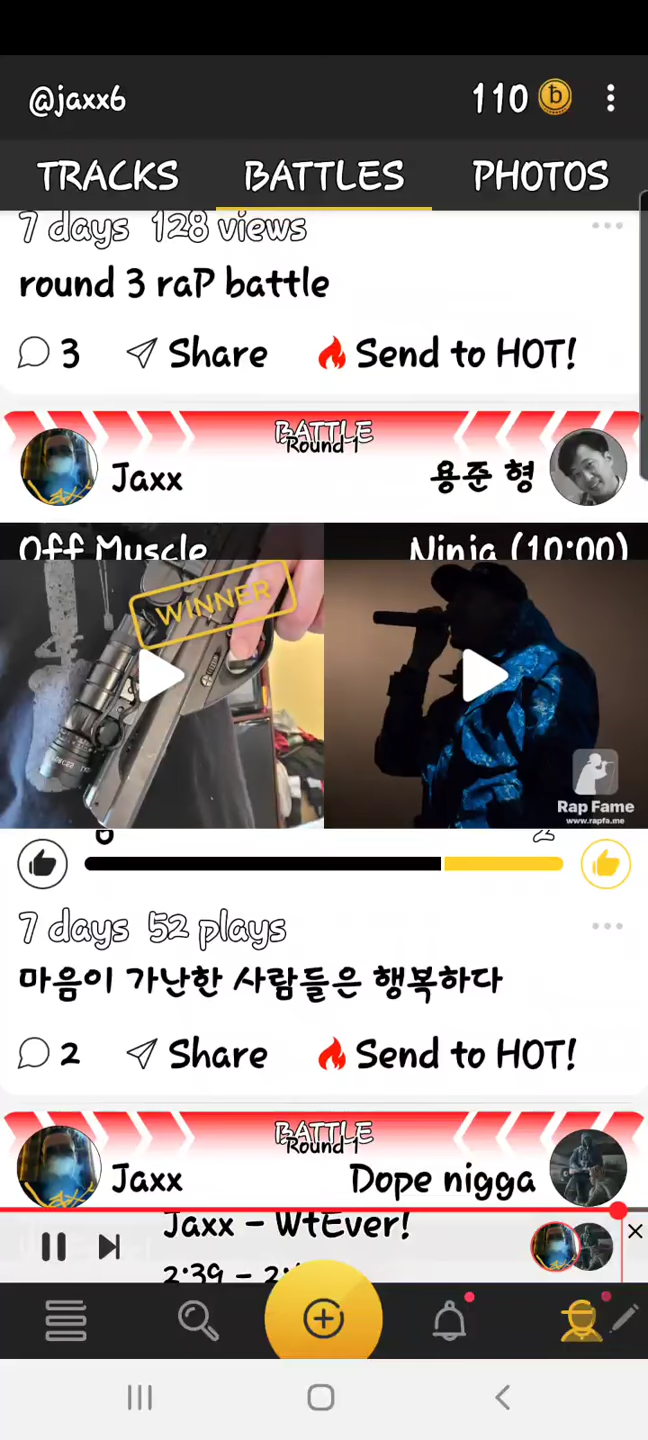 @jaxx6
110
TRACKS BATTLES PHOTOS
7 days 128 views
round 3 raP battle
3 Share Send to HOT!
BATTLE
Round 1
Jaxx
용준 형
Off Muscle
Ninja (10:00)
WINNER
Rap Fame
www.rapfa.me
7 days 52 plays
마음이 가난한 사람들은 행복하다
2 Share Send to HOT!
BATTLE
Round 1
Jaxx
Dope nigga
Jaxx - WtEver!
2:39 - 2: